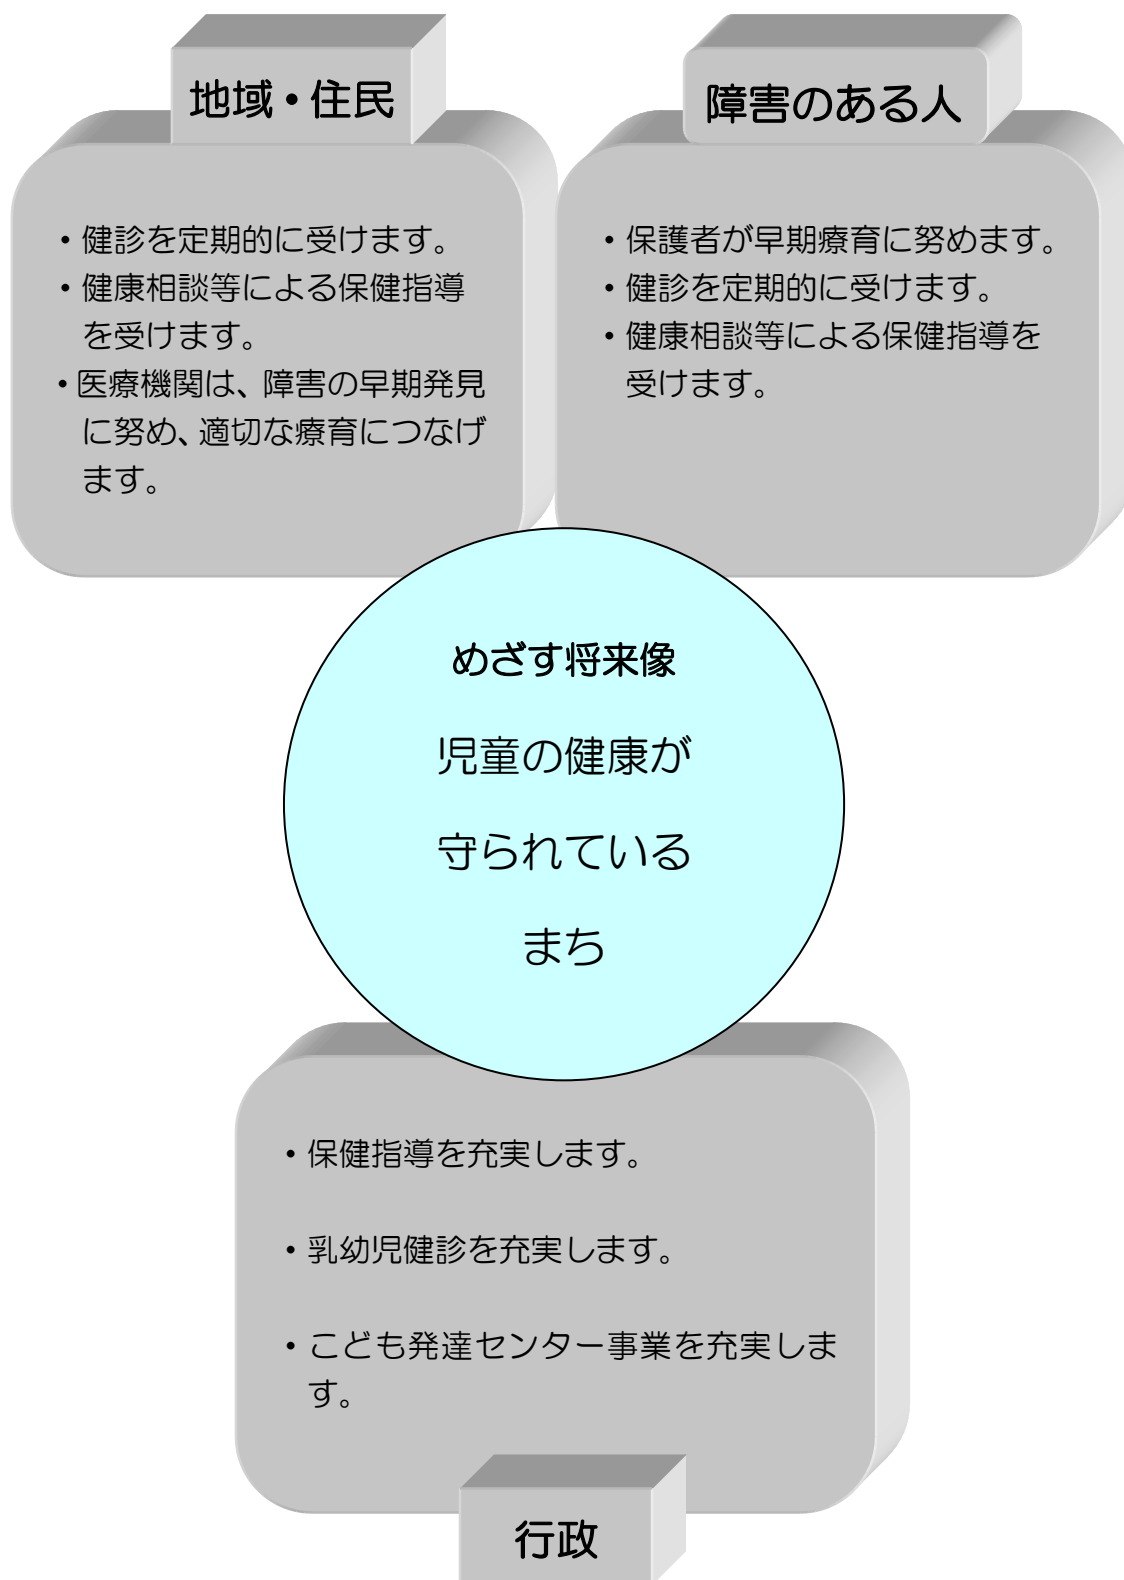 地域・住民
・健診を定期的に受けます。
・健康相談等による保健指導
を受けます。
・医療機関は、障害の早期発見
に努め、適切な療育につなげ
ます。
障害のある人
・保護者が早期療育に努めます。
・健診を定期的に受けます。
・健康相談等による保健指導を
受けます。
めざす将来像
児童の健康が
守られている
まち
・保健指導を充実します。
・乳幼児健診を充実します。
・こども発達センター事業を充実しま
す。
行政